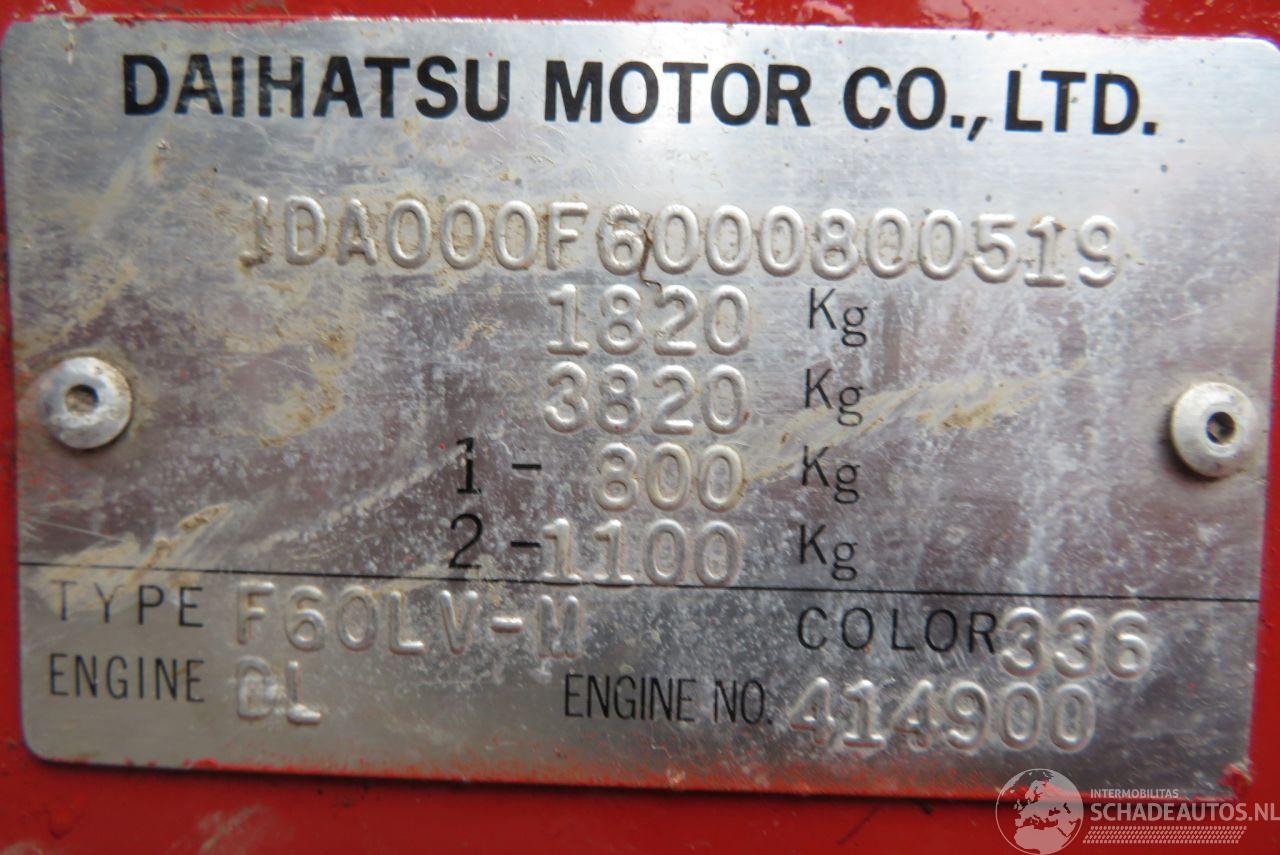 DAIHATSU MOTOR CO., LTD.
JDA000F6000800519
1820 Kg
3820 Kg
1 - 800 Kg
2 - 1100 Kg
TYPE F60LV-M COLOR 336
ENGINE DL ENGINE NO. 414900
INTERMOBILITAS
SCHADEAUTOS.NL